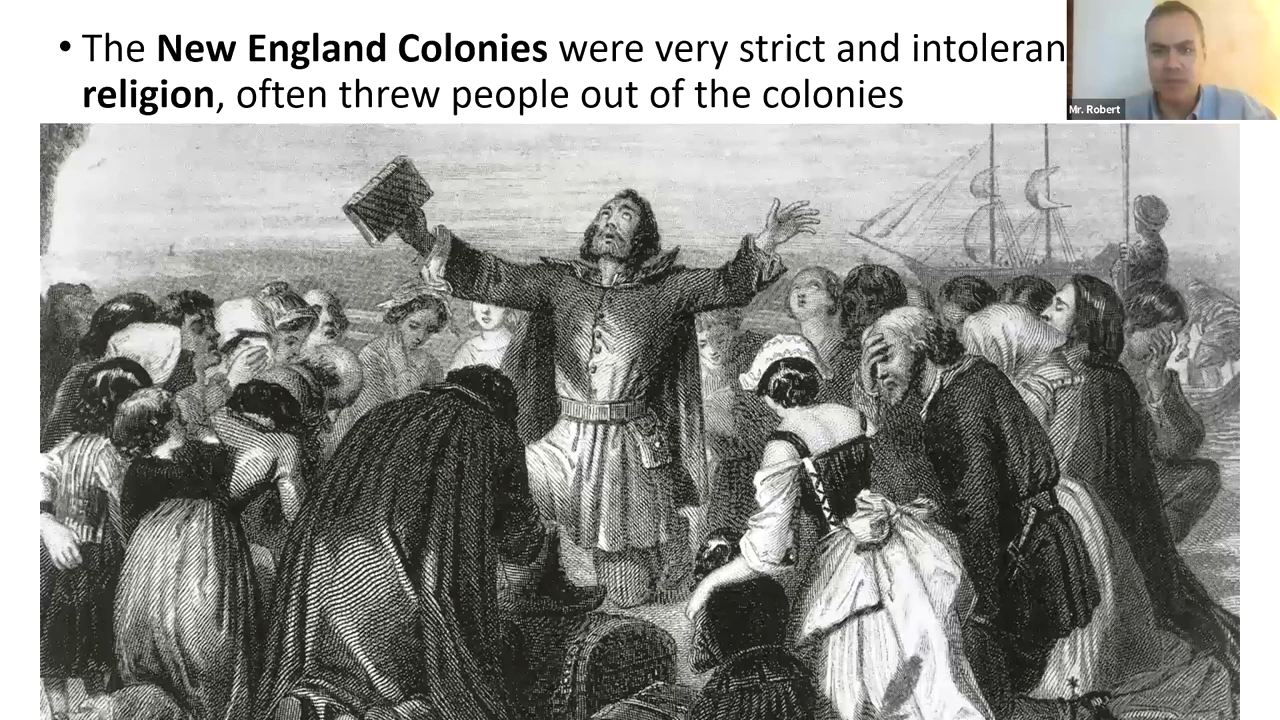 • The New England Colonies were very strict and intoleran
religion, often threw people out of the colonies
Mr. Robert